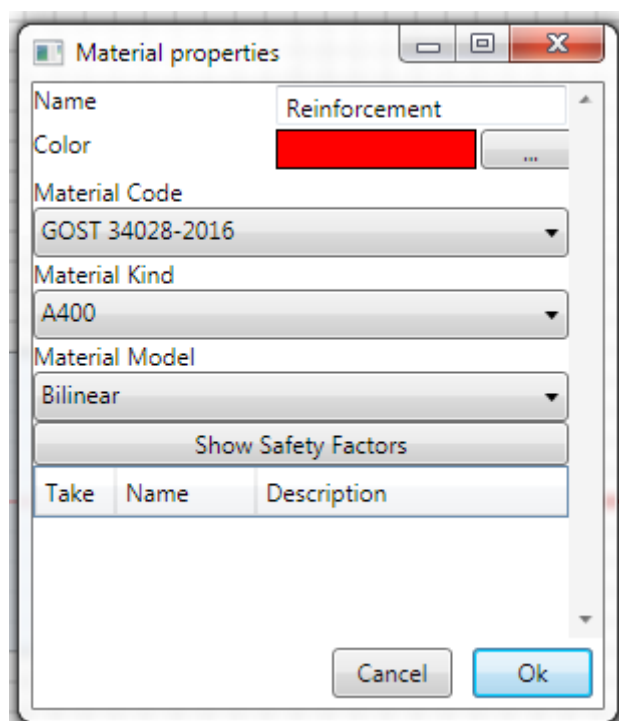 Material properties
Name Reinforcement
Color ...
Material Code
GOST 34028-2016
Material Kind
A400
Material Model
Bilinear
Show Safety Factors
Take Name Description
Cancel Ok